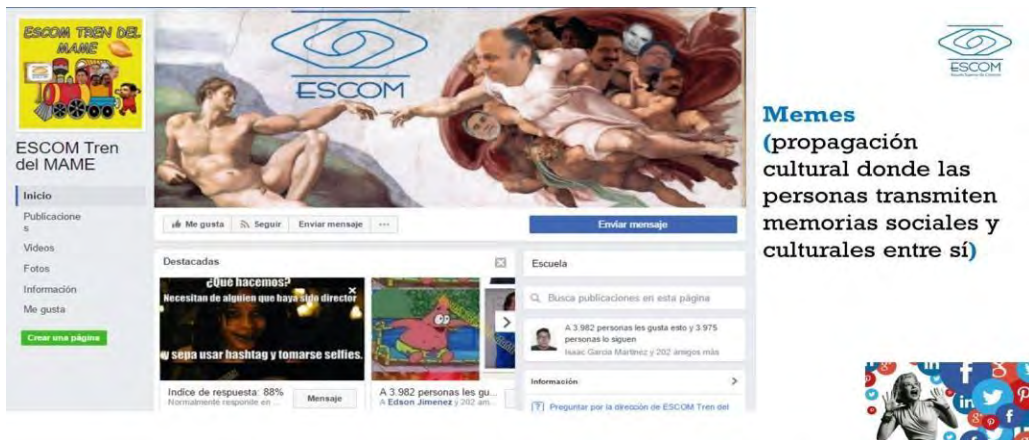 ESCOM TREN DEL
MAME
ESCOM Tren
del MAME
Inicio
Publicacione
s
Videos
Fotos
Información
Me gusta
Crear una página
ESCOM
Me gusta
Seguir
Enviar mensaje
Enviar mensaje
Destacadas
¿Qué hacemos?
Necesitan de alguien que haya sido director
y sepa usar hashtag y tomarse selfies.
Indice de respuesta: 88%
Normalmente responde en ...
Mensaje
A 3.982 personas les gu...
A Edson Jimenez y 202 am...
Escuela
Busca publicaciones en esta página
A 3.982 personas les gusta esto y 3.975
personas lo siguen
Isaac Garcia Martinez y 202 amigos más
Información
Preguntar por la dirección de ESCOM Tren del
ESCOM
Memes
(propagación
cultural donde las
personas transmiten
memorias sociales y
culturales entre sí)